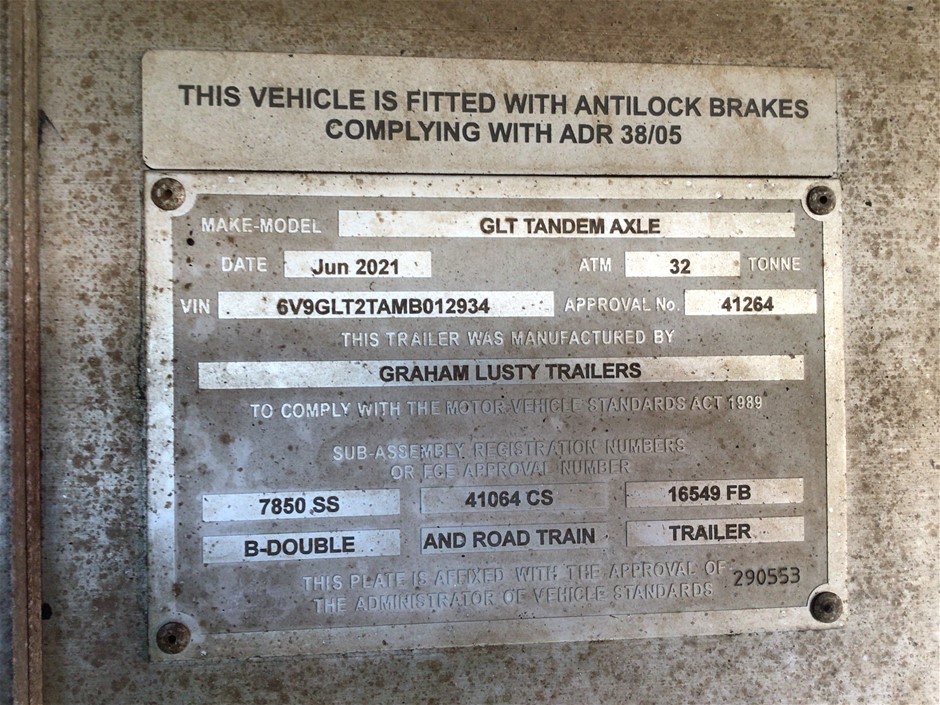 THIS VEHICLE IS FITTED WITH ANTILOCK BRAKES
COMPLYING WITH ADR 38/05
MAKE-MODEL GLT TANDEM AXLE
DATE Jun 2021 ATM 32 TONNE
VIN 6V9GLT2TAMB012934 APPROVAL No. 41264
THIS TRAILER WAS MANUFACTURED BY
GRAHAM LUSTY TRAILERS
TO COMPLY WITH THE MOTOR VEHICLE STANDARDS ACT 1989
SUB-ASSEMBLY REGISTRATION NUMBERS
OR ECE APPROVAL NUMBER
7850 SS 41064 CS 16549 FB
B-DOUBLE AND ROAD TRAIN TRAILER
THIS PLATE IS AFFIXED WITH THE APPROVAL OF 290553
THE ADMINISTRATOR OF VEHICLE STANDARDS